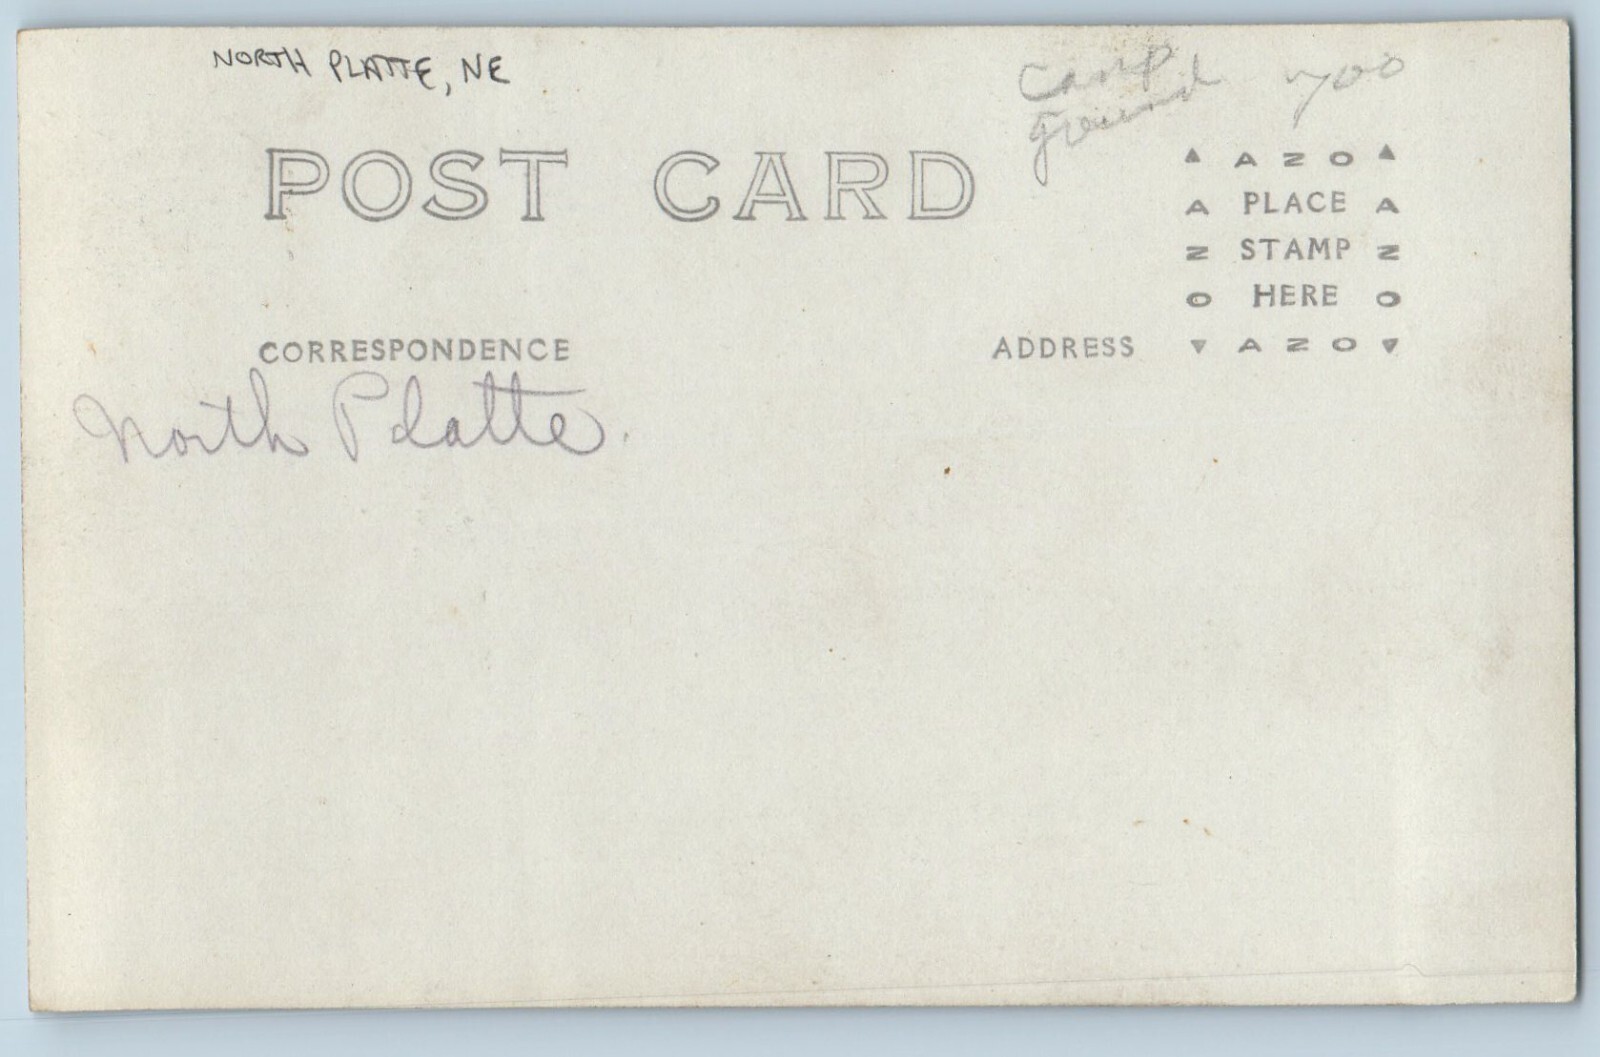 NORTH PLATTE, NE
Camp
ground
700
POST CARD
AZO
A PLACE A
Z STAMP Z
O HERE O
AZO
CORRESPONDENCE
ADDRESS
North Platte.